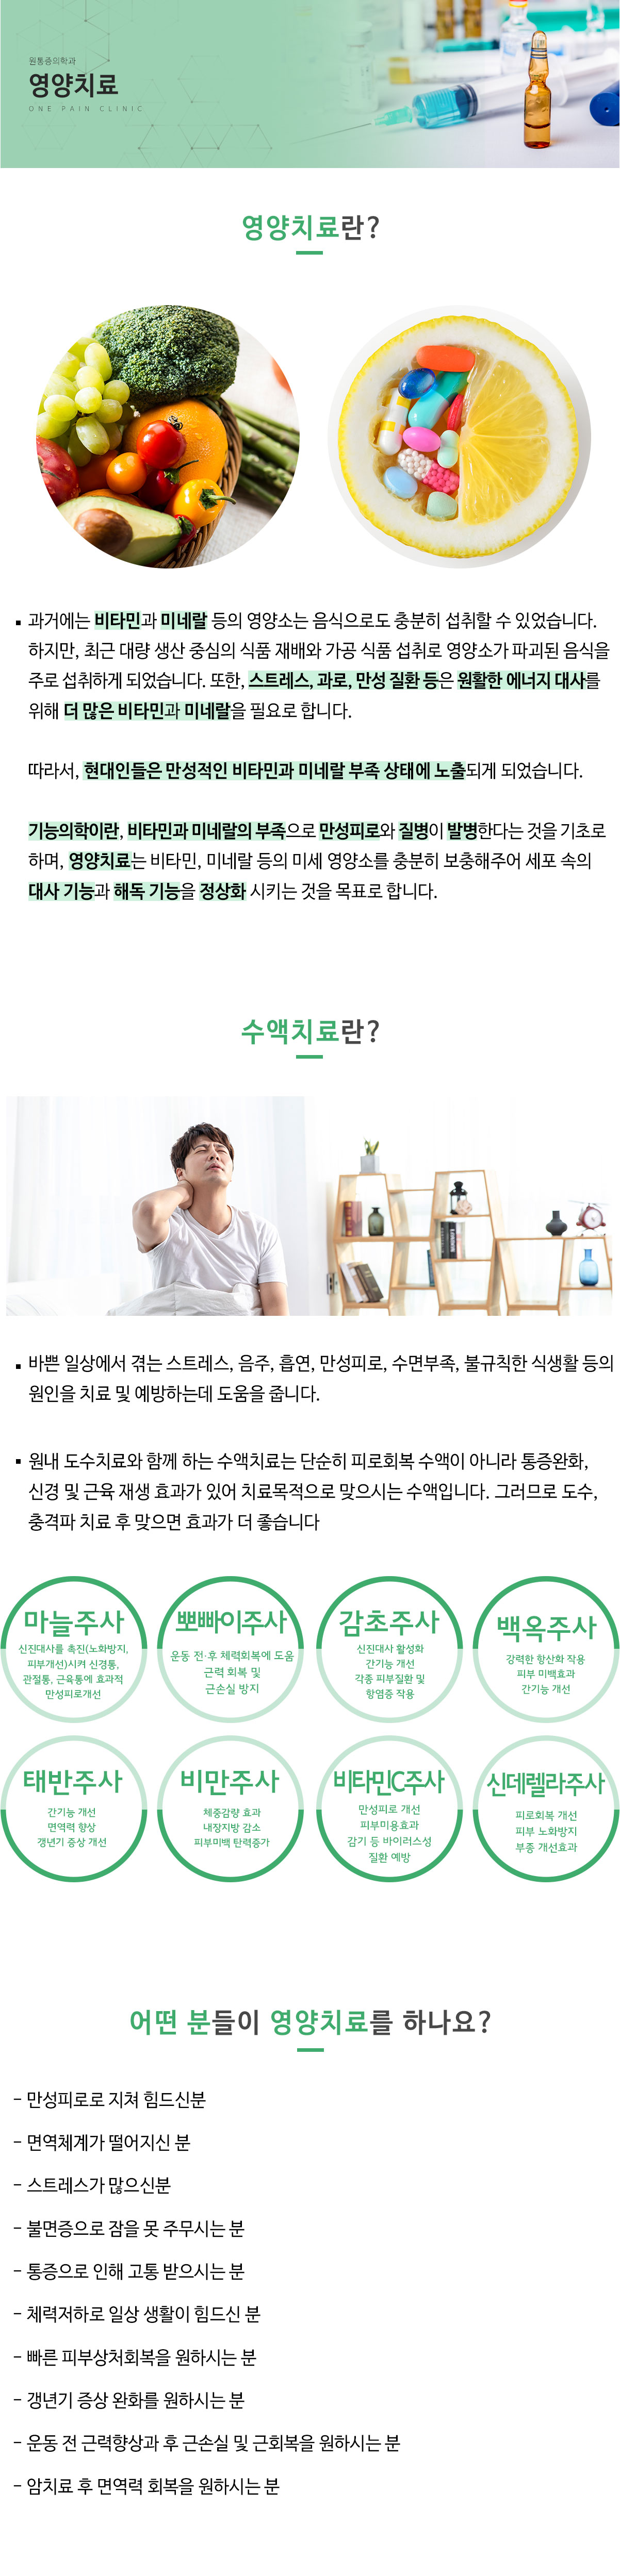 원통증의학과
영양치료
ONE PAIN CLINIC
영양치료란?
과거에는 비타민과 미네랄 등의 영양소는 음식으로도 충분히 섭취할 수 있었습니다.
하지만, 최근 대량 생산 중심의 식품 재배와 가공 식품 섭취로 영양소가 파괴된 음식을
주로 섭취하게 되었습니다. 또한, 스트레스, 과로, 만성 질환 등은 원활한 에너지 대사를
위해 더 많은 비타민과 미네랄을 필요로 합니다.
따라서, 현대인들은 만성적인 비타민과 미네랄 부족 상태에 노출되게 되었습니다.
기능의학이란, 비타민과 미네랄의 부족으로 만성피로와 질병이 발병한다는 것을 기초로
하며, 영양치료는 비타민, 미네랄 등의 미세 영양소를 충분히 보충해주어 세포 속의
대사 기능과 해독 기능을 정상화 시키는 것을 목표로 합니다.
수액치료란?
바쁜 일상에서 겪는 스트레스, 음주, 흡연, 만성피로, 수면부족, 불규칙한 식생활 등의
원인을 치료 및 예방하는데 도움을 줍니다.
원내 도수치료와 함께 하는 수액치료는 단순히 피로회복 수액이 아니라 통증완화,
신경 및 근육 재생 효과가 있어 치료목적으로 맞으시는 수액입니다. 그러므로 도수,
충격파 치료 후 맞으면 효과가 더 좋습니다
마늘주사
신진대사를 촉진(노화방지,
피부개선)시켜 신경통,
관절통, 근육통에 효과적
만성피로개선
뽀빠이주사
운동 전·후 체력회복에 도움
근력 회복 및
근손실 방지
감초주사
신진대사 활성화
간기능 개선
각종 피부질환 및
항염증 작용
백옥주사
강력한 항산화 작용
피부 미백효과
간기능 개선
태반주사
간기능 개선
면역력 향상
갱년기 증상 개선
비만주사
체중감량 효과
내장지방 감소
피부미백 탄력증가
비타민C주사
만성피로 개선
피부미용효과
감기 등 바이러스성
질환 예방
신데렐라주사
피로회복 개선
피부 노화방지
부종 개선효과
어떤 분들이 영양치료를 하나요?
- 만성피로로 지쳐 힘드신분
- 면역체계가 떨어지신 분
- 스트레스가 많으신분
- 불면증으로 잠을 못 주무시는 분
- 통증으로 인해 고통 받으시는 분
- 체력저하로 일상 생활이 힘드신 분
- 빠른 피부상처회복을 원하시는 분
- 갱년기 증상 완화를 원하시는 분
- 운동 전 근력향상과 후 근손실 및 근회복을 원하시는 분
- 암치료 후 면역력 회복을 원하시는 분